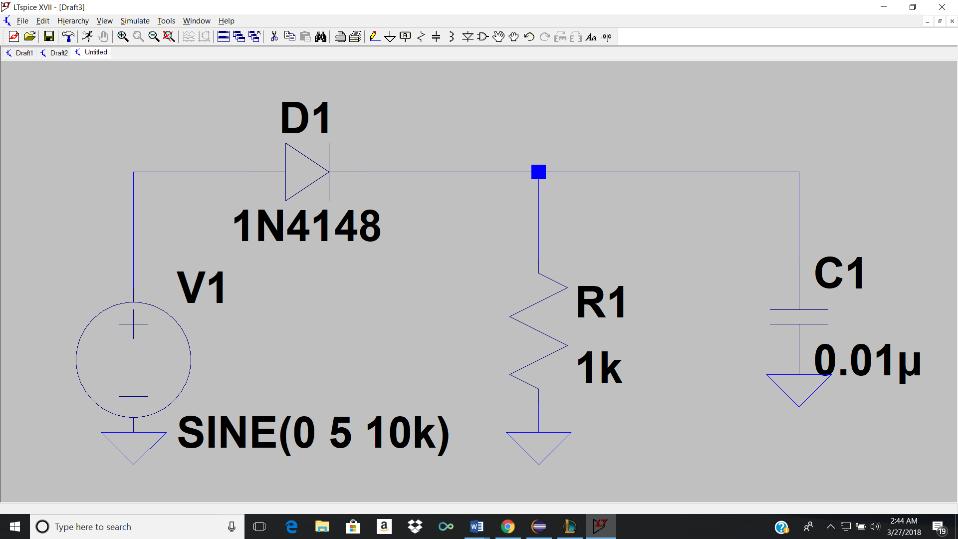 LTspice XVII - [Draft3]
File Edit Hierarchy View Simulate Tools Window Help
Draft1 Draft2 Untitled
D1
1N4148
V1
SINE(0 5 10k)
R1
1k
C1
0.01µ
Type here to search
2:44 AM
3/27/2018
19